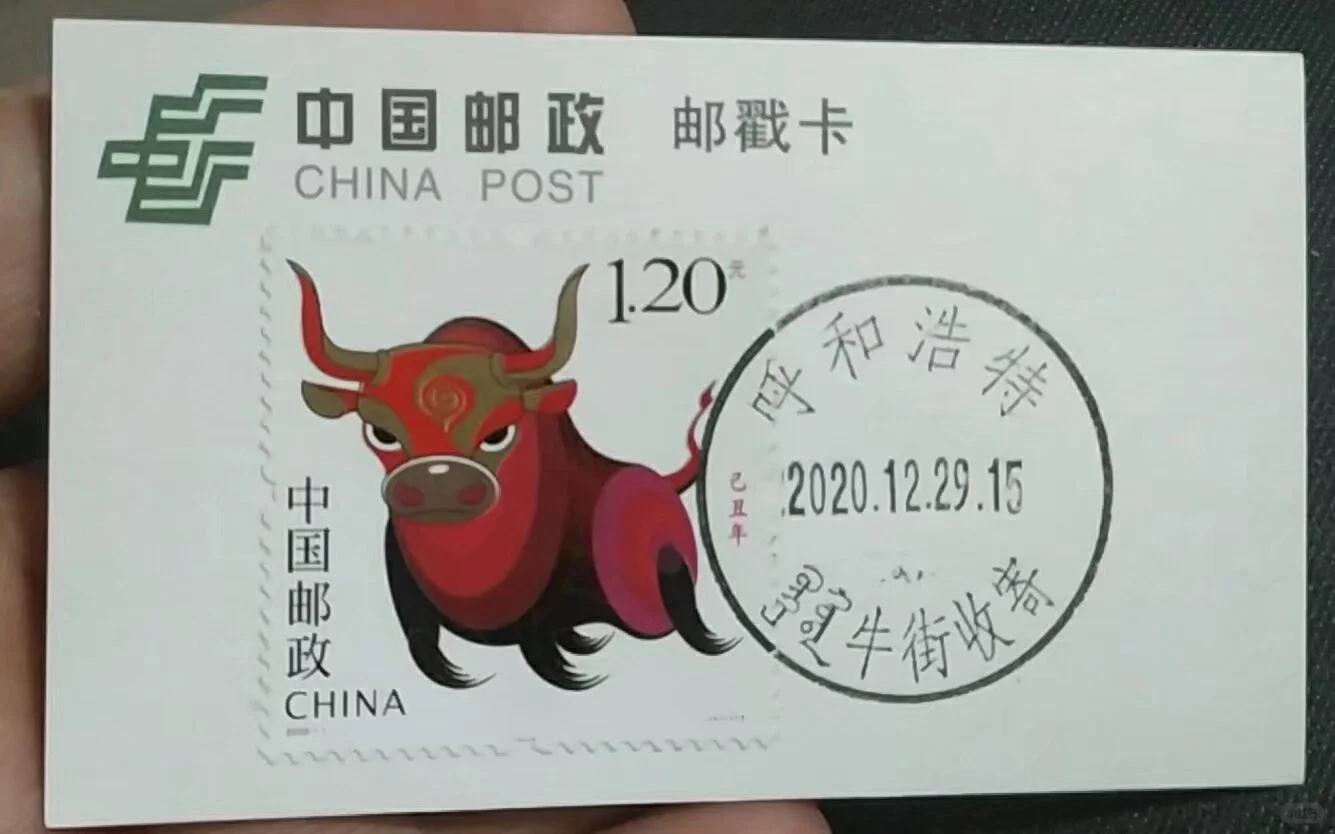 中国邮政 邮戳卡
CHINA POST
1.20元
己丑年
中国邮政
CHINA
呼和浩特
2020.12.29.15
牛街收寄